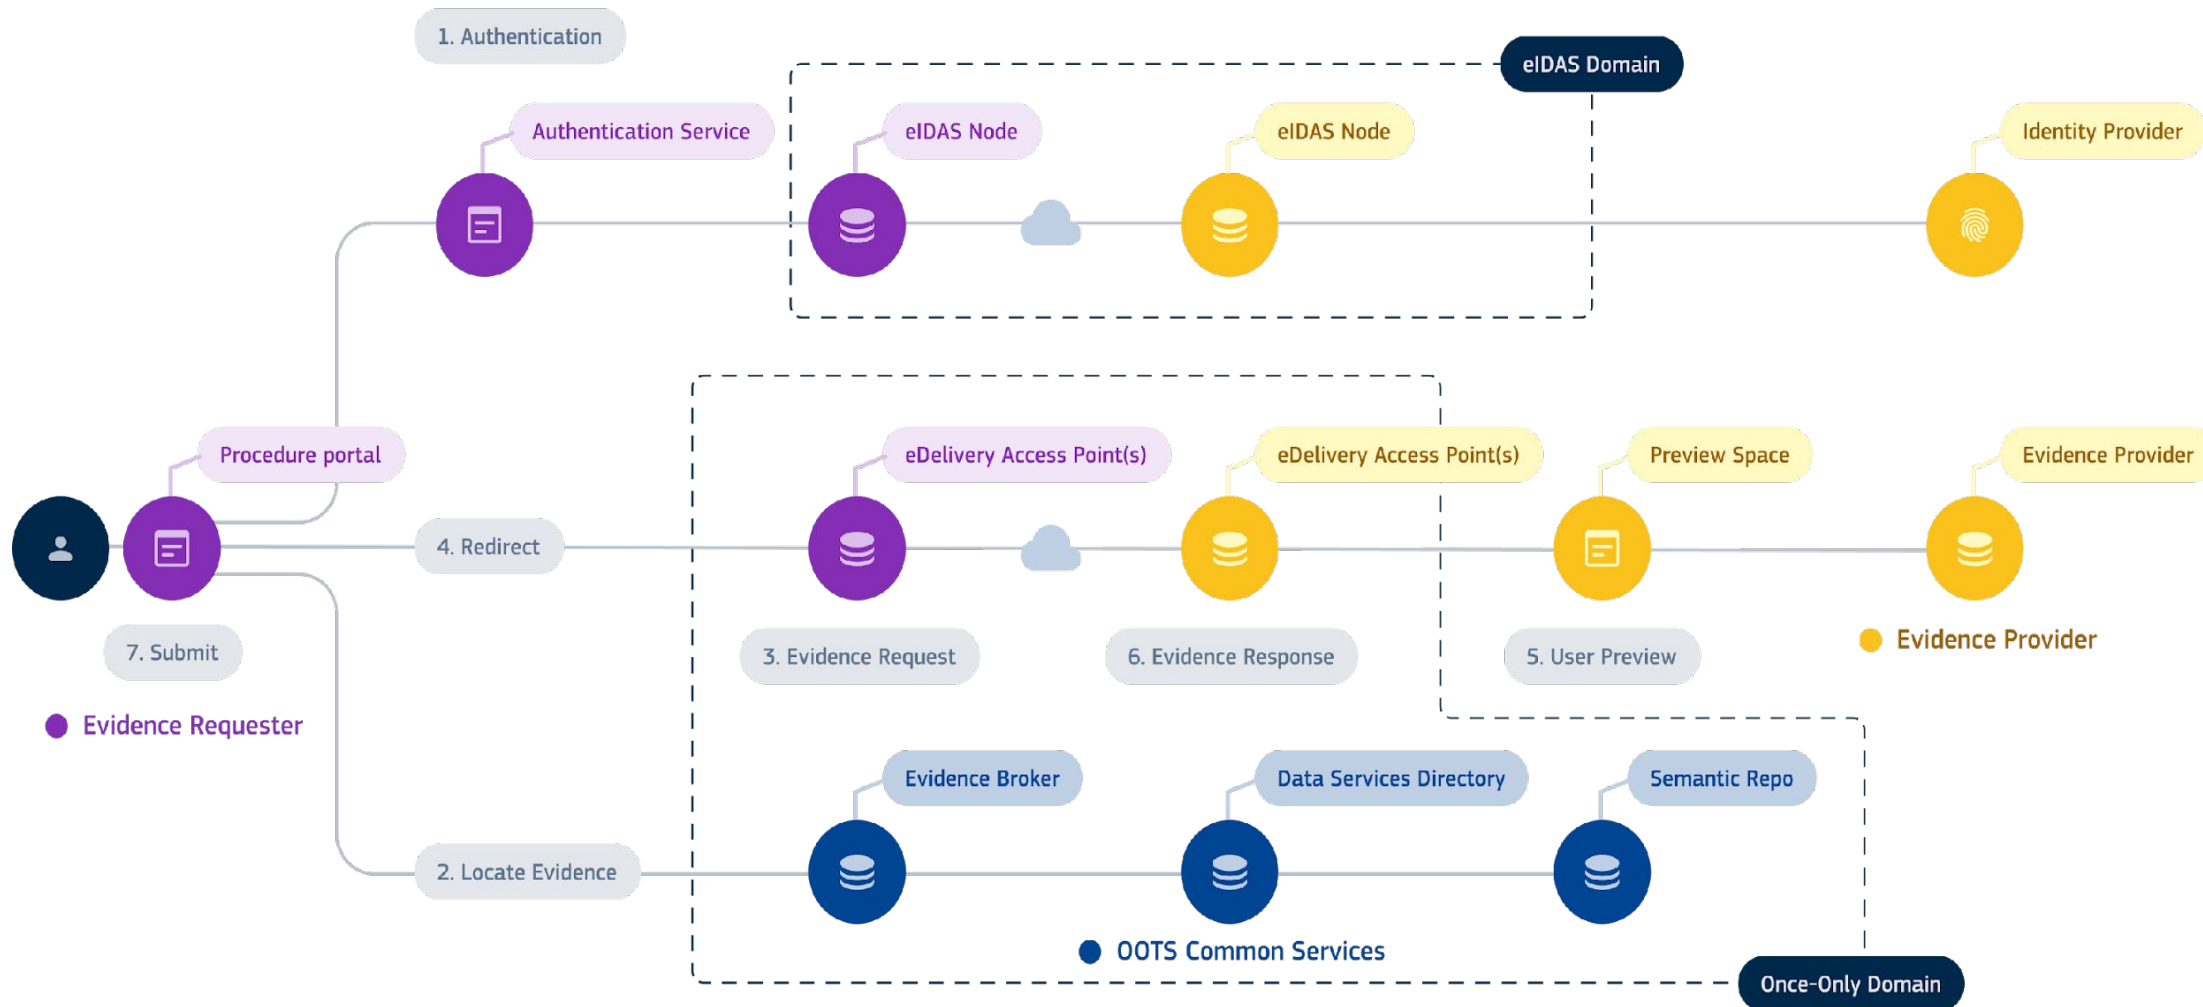 1. Authentication
eIDAS Domain
Authentication Service
eIDAS Node
eIDAS Node
Identity Provider
Procedure portal
eDelivery Access Point(s)
eDelivery Access Point(s)
Preview Space
Evidence Provider
4. Redirect
7. Submit
3. Evidence Request
6. Evidence Response
5. User Preview
Evidence Provider
Evidence Requester
Evidence Broker
Data Services Directory
Semantic Repo
2. Locate Evidence
OOTS Common Services
Once-Only Domain